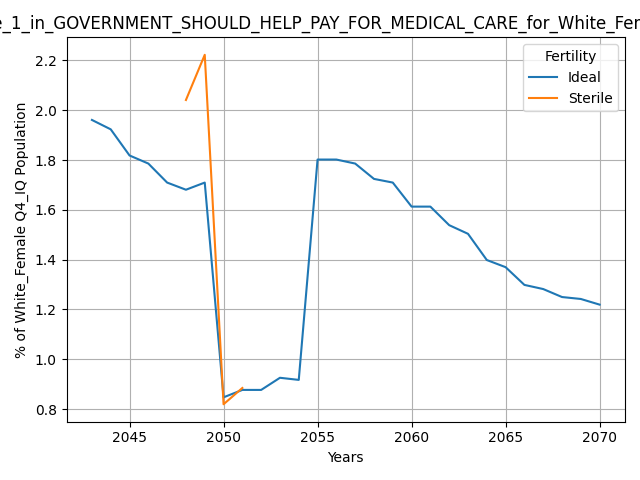 _1_in_GOVERNMENT_SHOULD_HELP_PAY_FOR_MEDICAL_CARE_for_White_Fem
Fertility
Ideal
Sterile
% of White_Female Q4_IQ Population
2.2
2.0
1.8
1.6
1.4
1.2
1.0
0.8
2045 2050 2055 2060 2065 2070
Years